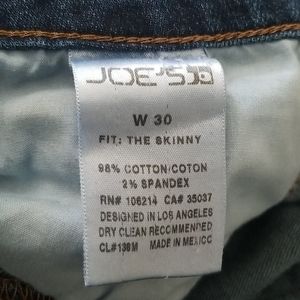 JOE'S
W 30
FIT: THE SKINNY
98% COTTON/COTON
2% SPANDEX
RN# 106214 CA# 35037
DESIGNED IN LOS ANGELES
DRY CLEAN RECOMMENDED
CL#139M MADE IN MEXICO